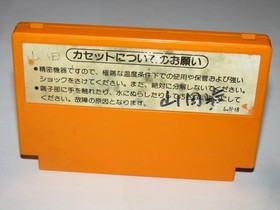 カセットについてのお願い
●精密機器ですので、極端な温度条件下での使用や保管および強い
ショックをさけてください。また、絶対に分解しないでください。
●端子部に手を触れたり、水にぬらしたり
ください。故障の原因となります。